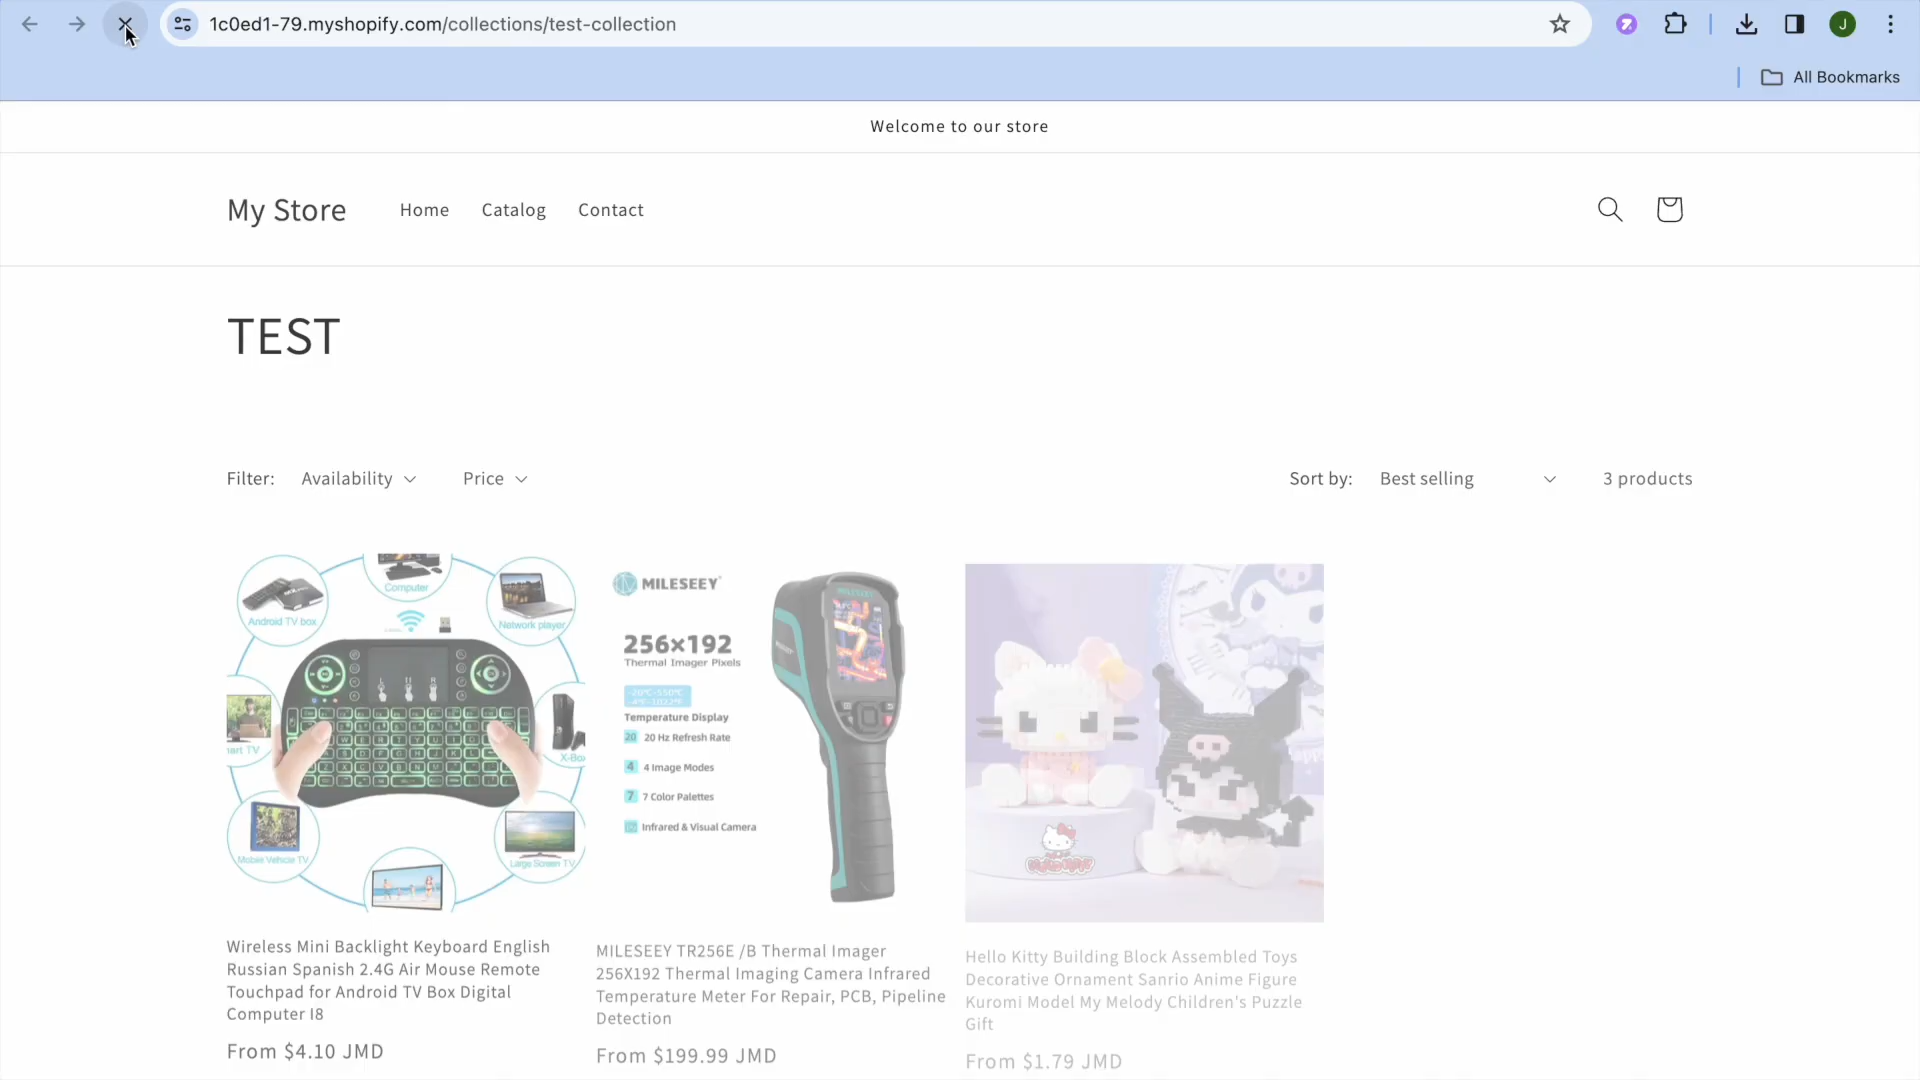 1c0ed1-79.myshopify.com/collections/test-collection
J
All Bookmarks
Welcome to our store
My Store
Home
Catalog
Contact
TEST
Filter:
Availability
Price
Sort by:
Best selling
3 products
Computer
Android TV box
Network player
X-Box
Mobile Vehicle TV
Large Screen TV
MILESEEY
256×192
Thermal Imager Pixels
-20℃-550℃
-4℉-1022℉
Temperature Display
20 20 Hz Refresh Rate
4 4 Image Modes
7 7 Color Palettes
Infrared & Visual Camera
Wireless Mini Backlight Keyboard English
Russian Spanish 2.4G Air Mouse Remote
Touchpad for Android TV Box Digital
Computer I8
From $4.10 JMD
MILESEEY TR256E /B Thermal Imager
256X192 Thermal Imaging Camera Infrared
Temperature Meter For Repair, PCB, Pipeline
Detection
From $199.99 JMD
Hello Kitty Building Block Assembled Toys
Decorative Ornament Sanrio Anime Figure
Kuromi Model My Melody Children's Puzzle
Gift
From $1.79 JMD